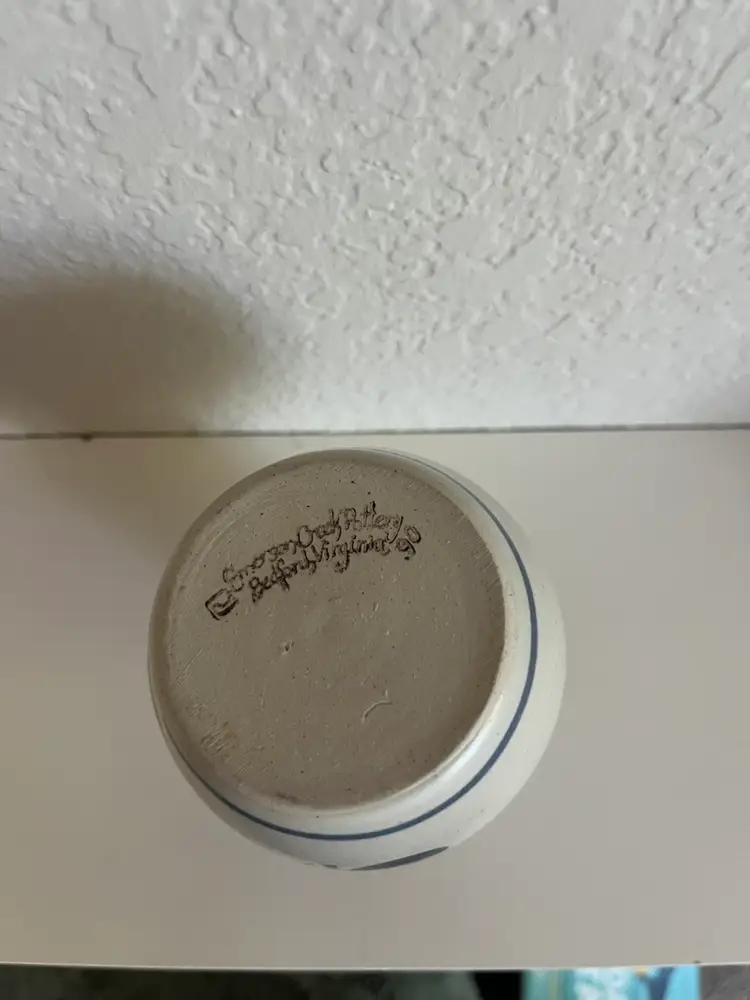 Emerson Creek Pottery
Bedford, Virginia 90